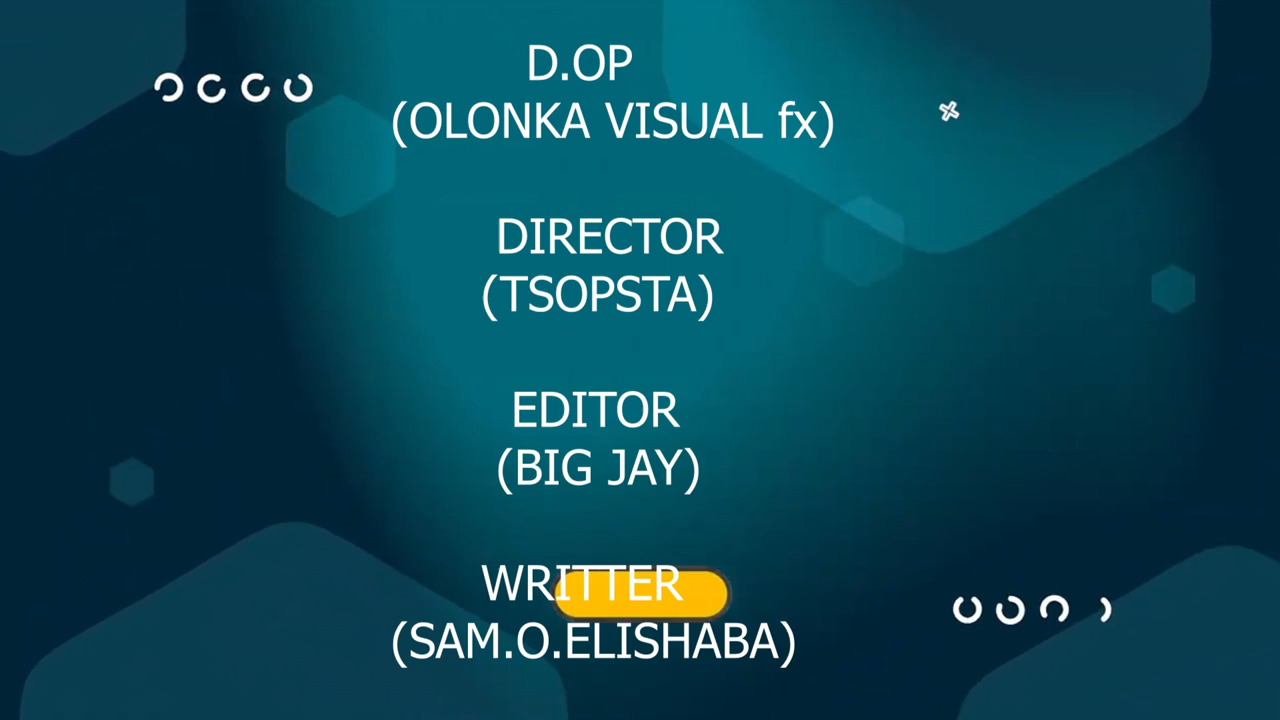 D.OP
(OLONKA VISUAL fx)
DIRECTOR
(TSOPSTA)
EDITOR
(BIG JAY)
WRITTER
(SAM.O.ELISHABA)